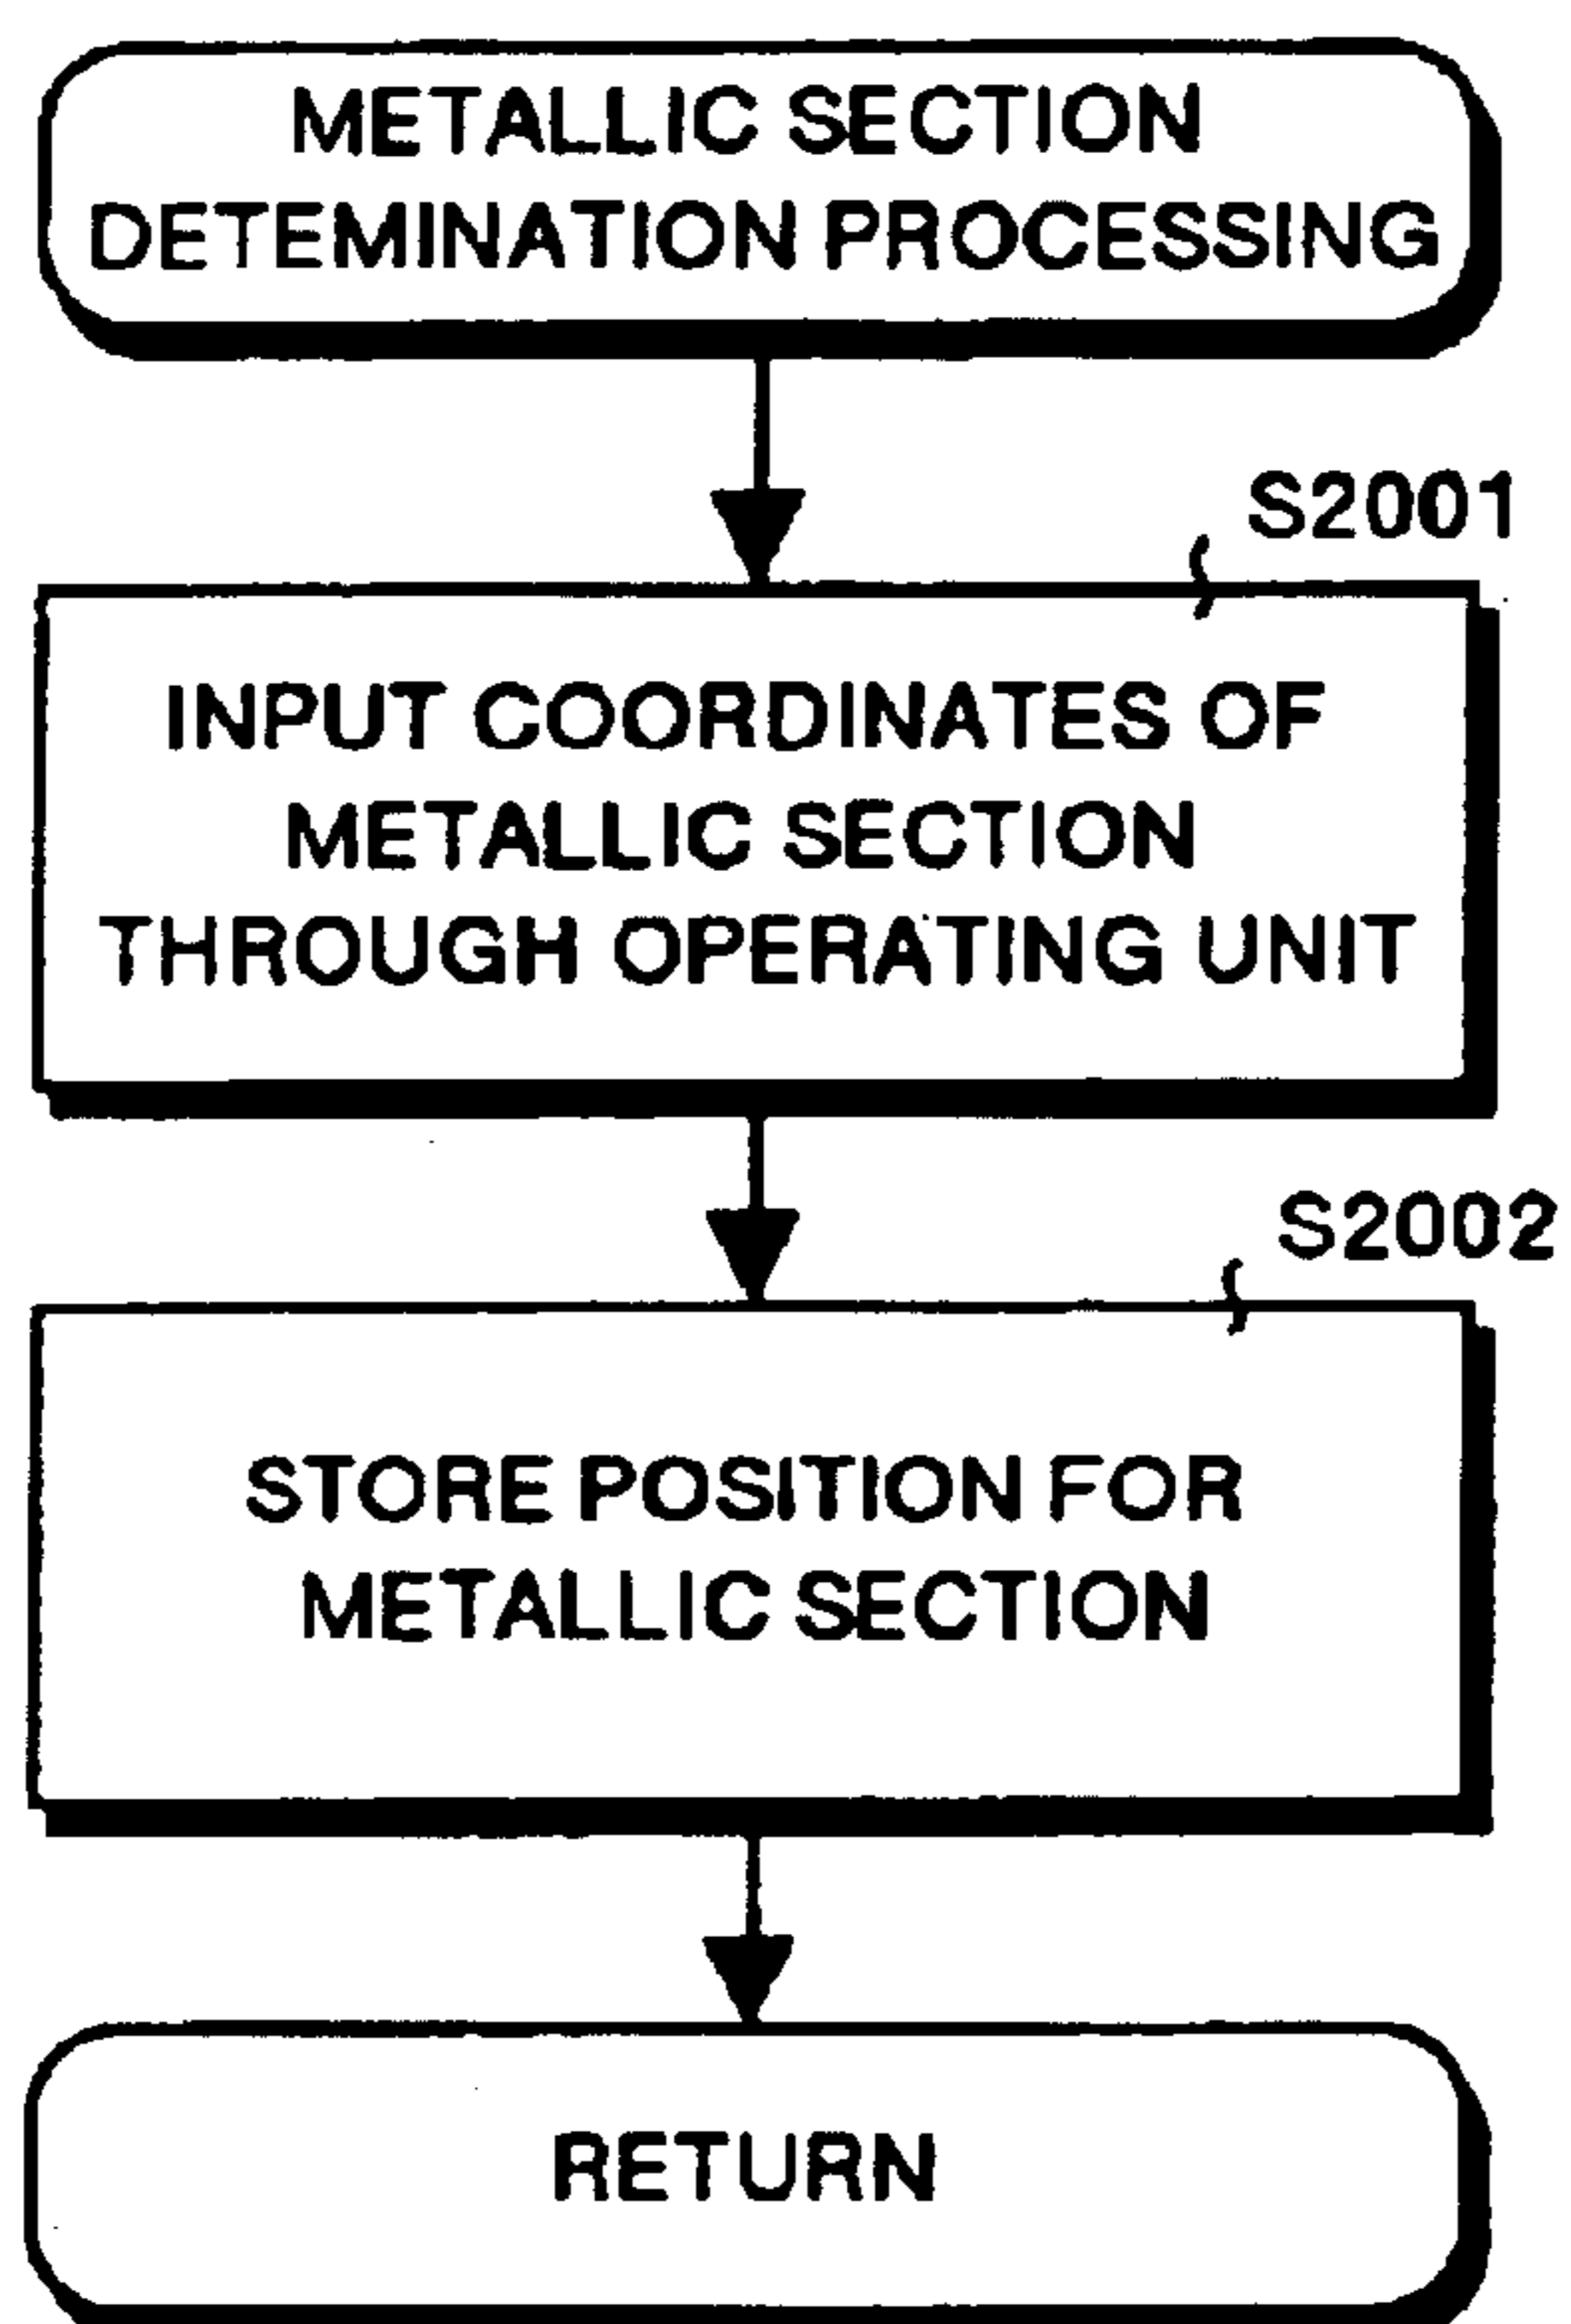 METALLIC SECTION
DETEMINATION PROCESSING
S2001
INPUT COORDINATES OF
METALLIC SECTION
THROUGH OPERATING UNIT
S2002
STORE POSITION FOR
METALLIC SECTION
RETURN